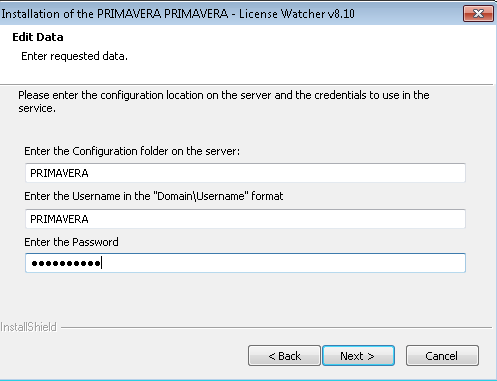 Installation of the PRIMAVERA PRIMAVERA - License Watcher v8.10
Edit Data
Enter requested data.
Please enter the configuration location on the server and the credentials to use in the
service.
Enter the Configuration folder on the server:
PRIMAVERA
Enter the Username in the "Domain\Username" format
PRIMAVERA
Enter the Password
●●●●●●●●●●
InstallShield
< Back Next > Cancel